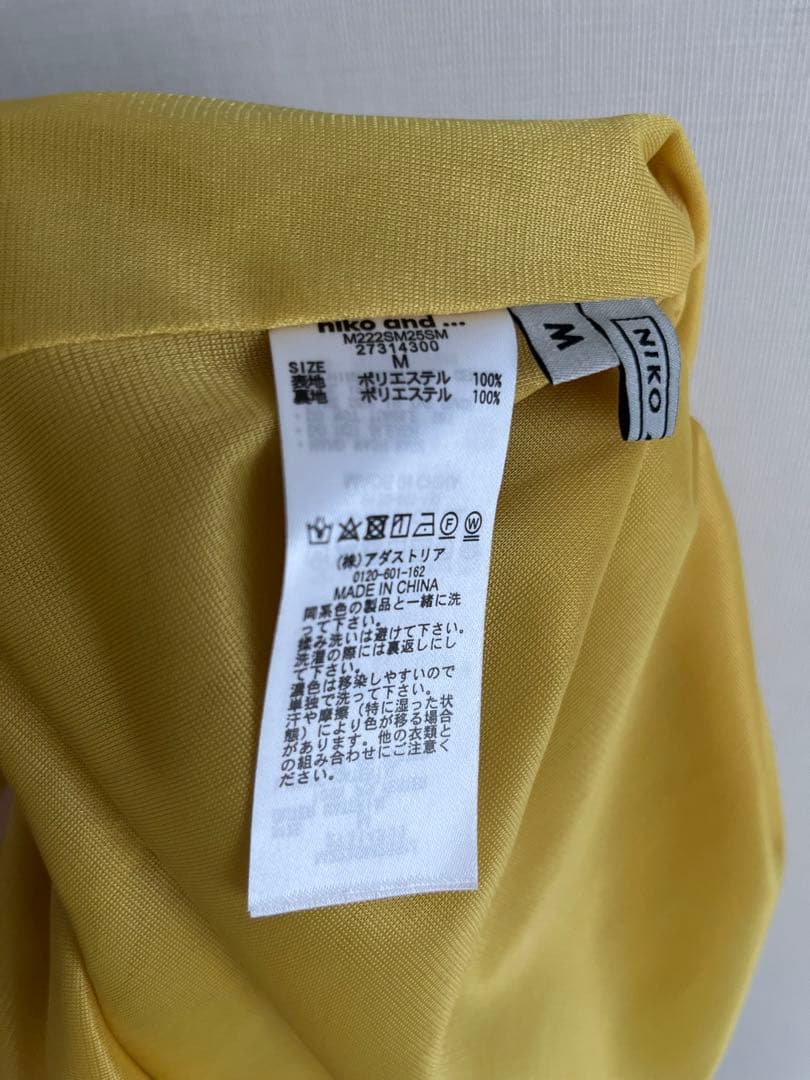 niko and ...
M222SM25SM
27314300
SIZE M
表地 ポリエステル 100%
裏地 ポリエステル 100%
F W
(株)アダストリア
0120-601-162
MADE IN CHINA
同系色の製品と一緒に洗
って下さい。
揉み洗いは避けて下さい。
洗濯の際には裏返しにし
て下さい。
濃色は移染しやすいので
単独で洗って下さい。
汗や摩擦（特に湿った状
態）により色が移る場合
があります。他の衣類と
の組み合わせにご注意く
ださい。
M
NIKO